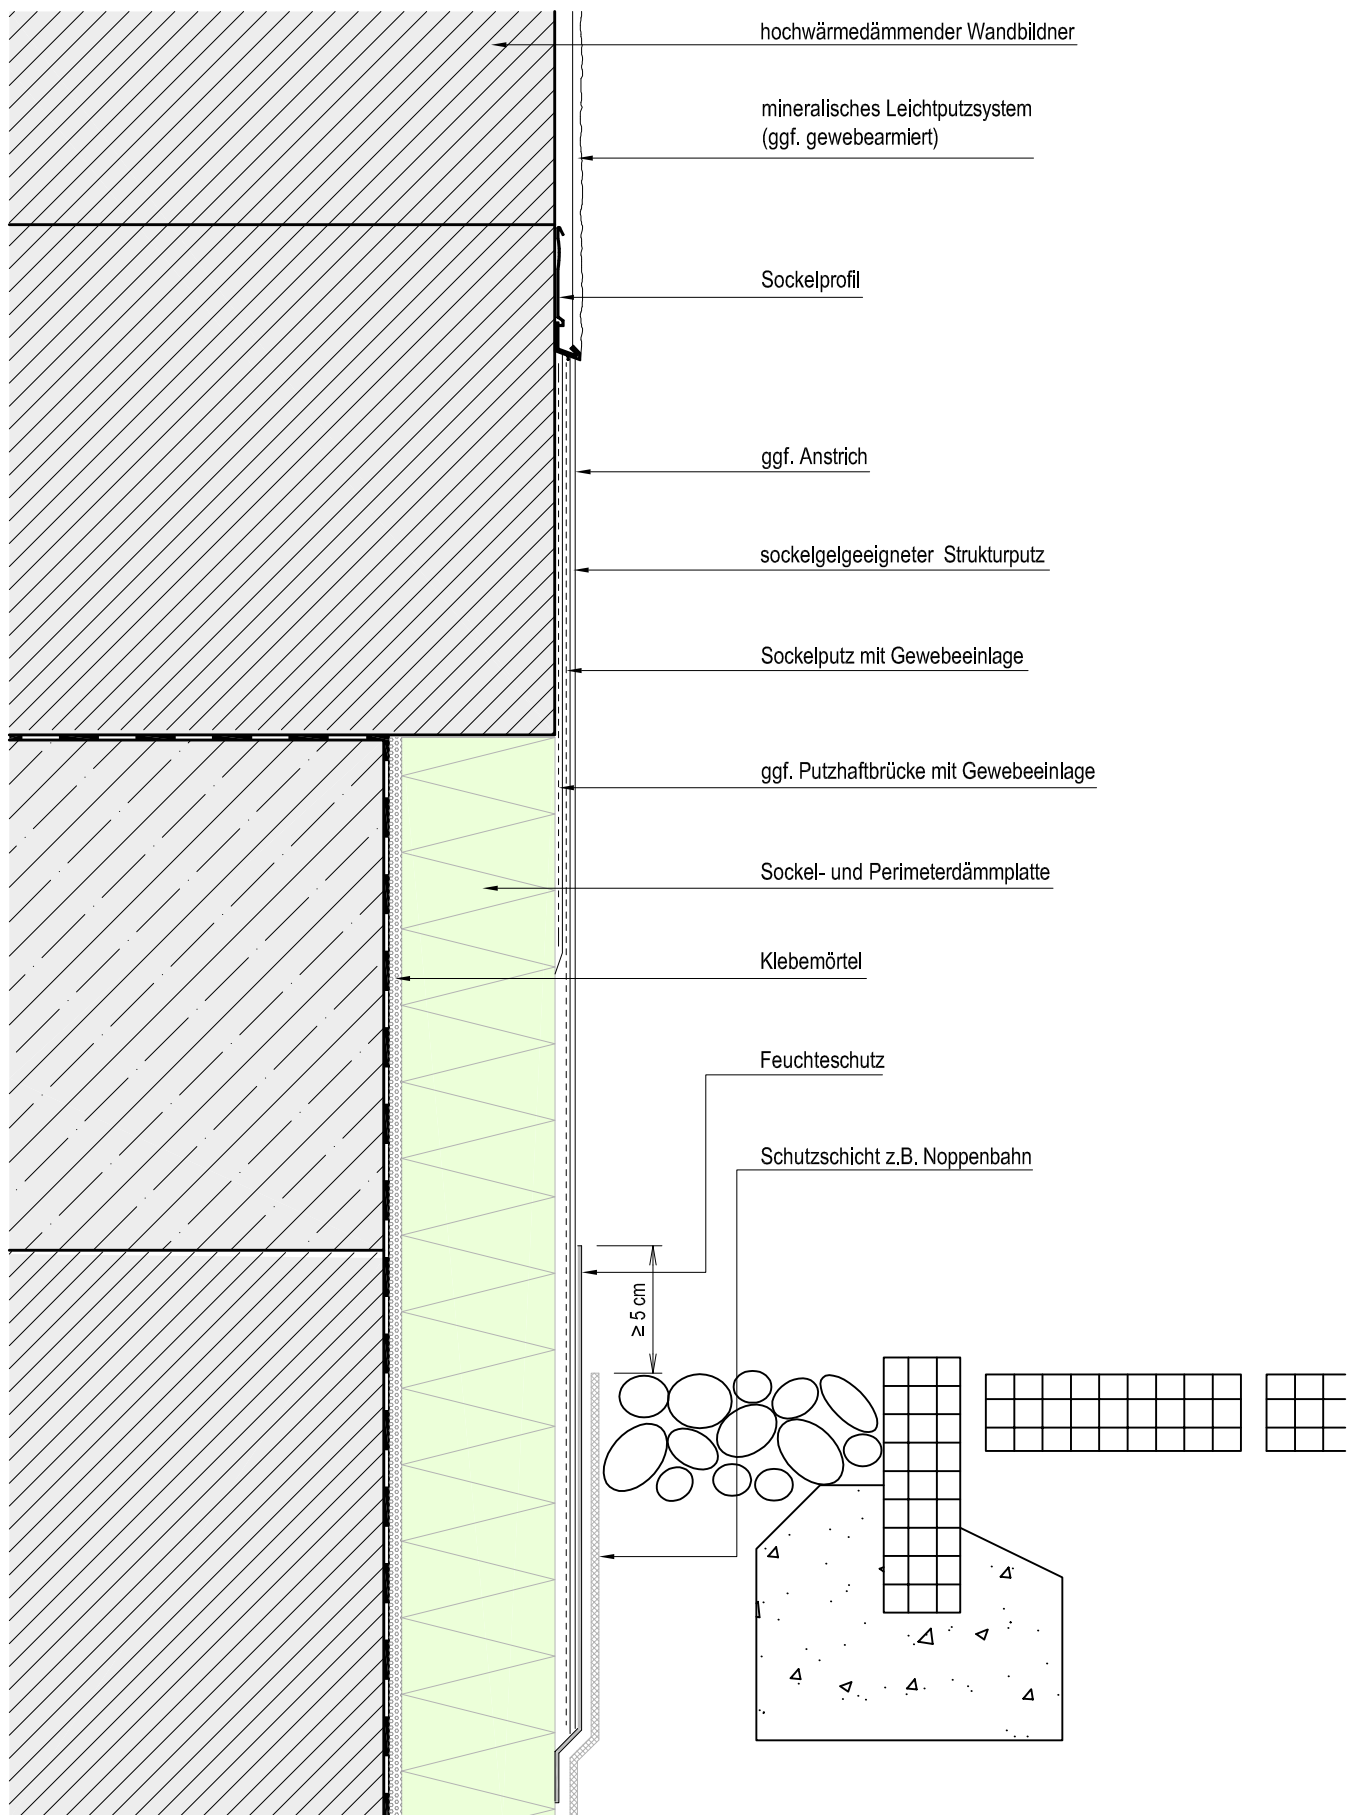 hochwärmedämmender Wandbildner
mineralisches Leichtputzsystem
(ggf. gewebearmiert)
Sockelprofil
ggf. Anstrich
sockelgelgeeigneter Strukturputz
Sockelputz mit Gewebeeinlage
ggf. Putzhaftbrücke mit Gewebeeinlage
Sockel- und Perimeterdämmplatte
Klebemörtel
Feuchteschutz
Schutzschicht z.B. Noppenbahn
≥ 5 cm